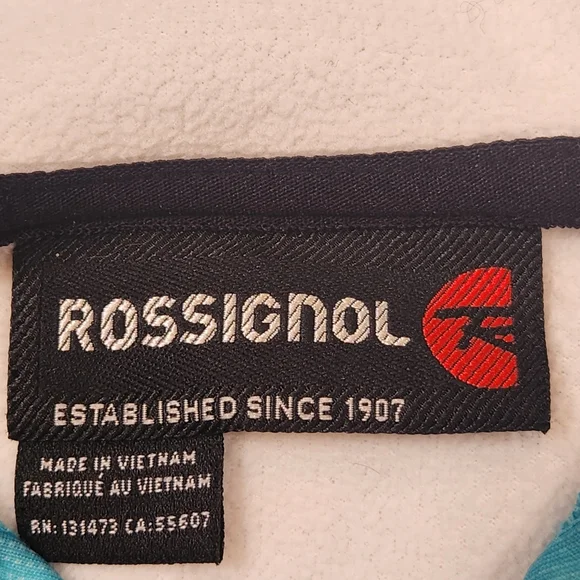 ROSSIGNOL
ESTABLISHED SINCE 1907
MADE IN VIETNAM
FABRIQUÉ AU VIETNAM
RN: 131473 CA: 55607